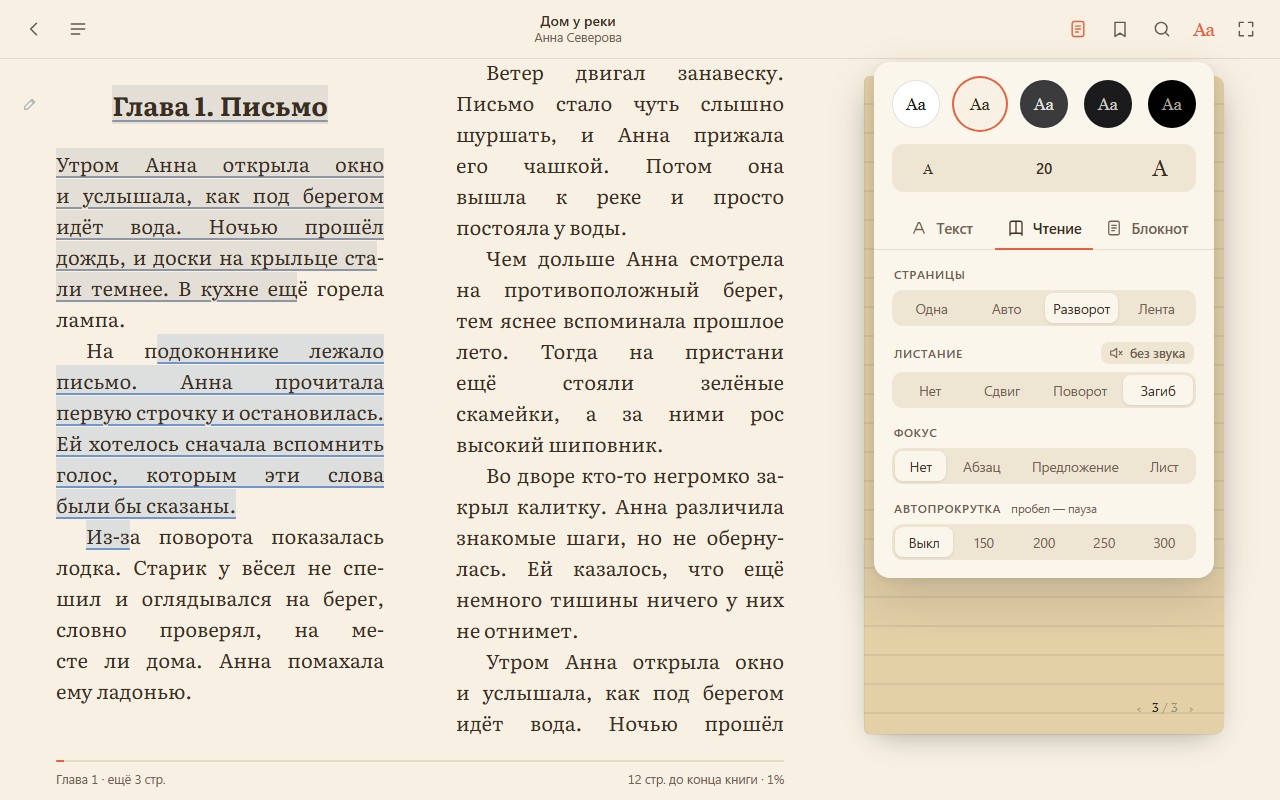 Дом у реки
Анна Северова
Aa
Глава 1. Письмо
Утром Анна открыла окно
и услышала, как под берегом
идёт вода. Ночью прошёл
дождь, и доски на крыльце ста-
ли темнее. В кухне ещё горела
лампа.
На подоконнике лежало
письмо. Анна прочитала
первую строчку и остановилась.
Ей хотелось сначала вспомнить
голос, которым эти слова
были бы сказаны.
Из-за поворота показалась
лодка. Старик у вёсел не спе-
шил и оглядывался на берег,
словно проверял, на ме-
сте ли дома. Анна помахала
ему ладонью.
Ветер двигал занавеску.
Письмо стало чуть слышно
шуршать, и Анна прижала
его чашкой. Потом она
вышла к реке и просто
постояла у воды.
Чем дольше Анна смотрела
на противоположный берег,
тем яснее вспоминала прошлое
лето. Тогда на пристани
ещё стояли зелёные
скамейки, а за ними рос
высокий шиповник.
Во дворе кто-то негромко за-
крыл калитку. Анна различила
знакомые шаги, но не оберну-
лась. Ей казалось, что ещё
немного тишины ничего у них
не отнимет.
Утром Анна открыла окно
и услышала, как под берегом
идёт вода. Ночью прошёл
Aa Aa Aa Aa Aa
A 20 A
Текст Чтение Блокнот
СТРАНИЦЫ
Одна Авто Разворот Лента
ЛИСТАНИЕ без звука
Нет Сдвиг Поворот Загиб
ФОКУС
Нет Абзац Предложение Лист
АВТОПРОКРУТКА пробел — пауза
Выкл 150 200 250 300
‹ 3 / 3 ›
Глава 1 · ещё 3 стр.
12 стр. до конца книги · 1%